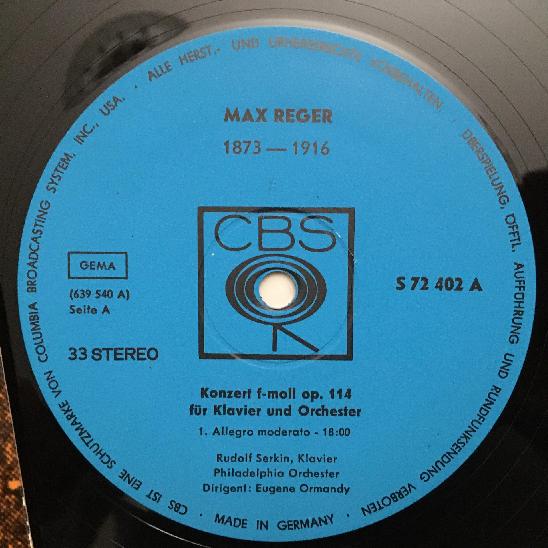 MAX REGER
1873 — 1916
CBS
GEMA
(639 540 A)
Seite A
S 72 402 A
33 STEREO
Konzert f-moll op. 114
für Klavier und Orchester
1. Allegro moderato - 18:00
Rudolf Serkin, Klavier
Philadelphia Orchester
Dirigent: Eugene Ormandy
CBS IST EINE SCHUTZMARKE VON COLUMBIA BROADCASTING SYSTEM, INC., USA. · ALLE HERST.- UND URHEBERRECHTE VORBEHALTEN · ÜBERSPIELUNG, ÖFFTL. AUFFÜHRUNG UND RUNDFUNKSENDUNG VERBOTEN
· MADE IN GERMANY ·